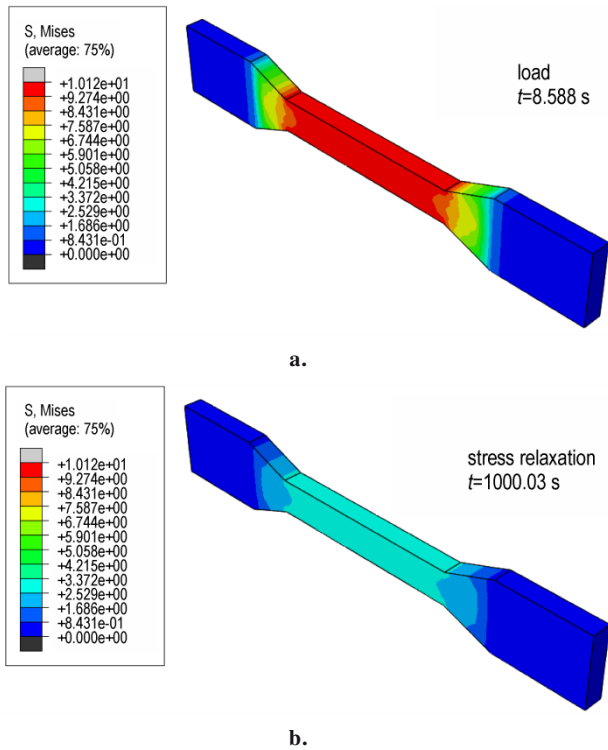 S, Mises
(average: 75%)
+1.012e+01
+9.274e+00
+8.431e+00
+7.587e+00
+6.744e+00
+5.901e+00
+5.058e+00
+4.215e+00
+3.372e+00
+2.529e+00
+1.686e+00
+8.431e-01
+0.000e+00
load
t=8.588 s
a.
S, Mises
(average: 75%)
+1.012e+01
+9.274e+00
+8.431e+00
+7.587e+00
+6.744e+00
+5.901e+00
+5.058e+00
+4.215e+00
+3.372e+00
+2.529e+00
+1.686e+00
+8.431e-01
+0.000e+00
stress relaxation
t=1000.03 s
b.